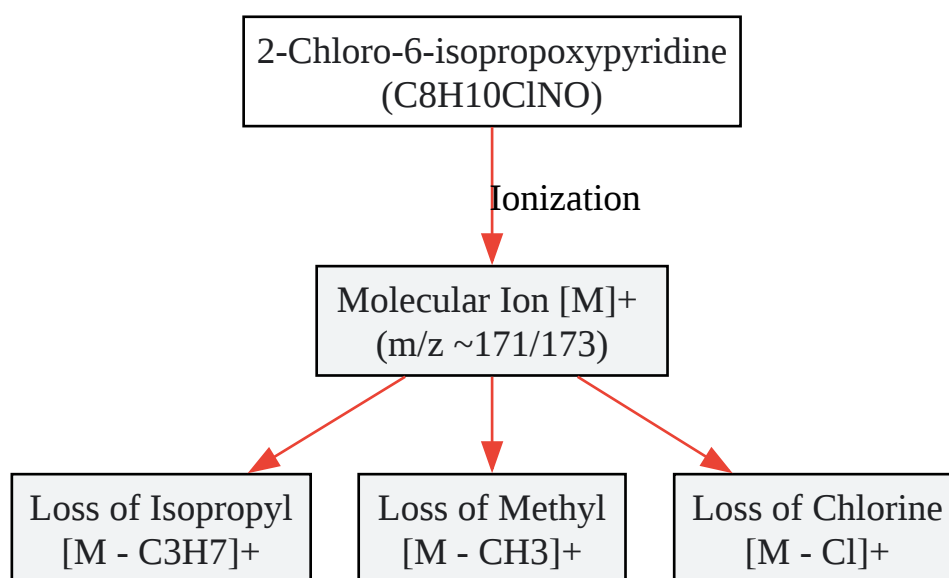 2-Chloro-6-isopropoxypyridine
(C8H10ClNO)
Ionization
Molecular Ion [M]+
(m/z ~171/173)
Loss of Isopropyl
[M - C3H7]+
Loss of Methyl
[M - CH3]+
Loss of Chlorine
[M - Cl]+